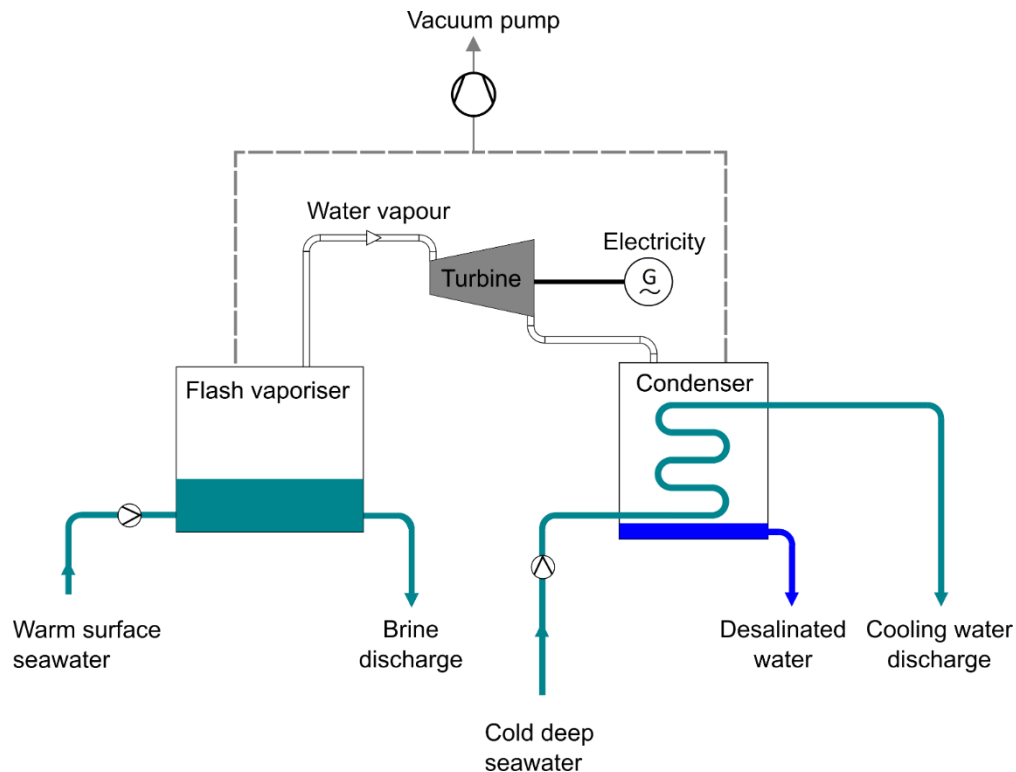 Vacuum pump
Water vapour
Electricity
Turbine
G
Flash vaporiser
Condenser
Warm surface
seawater
Brine
discharge
Desalinated
water
Cooling water
discharge
Cold deep
seawater